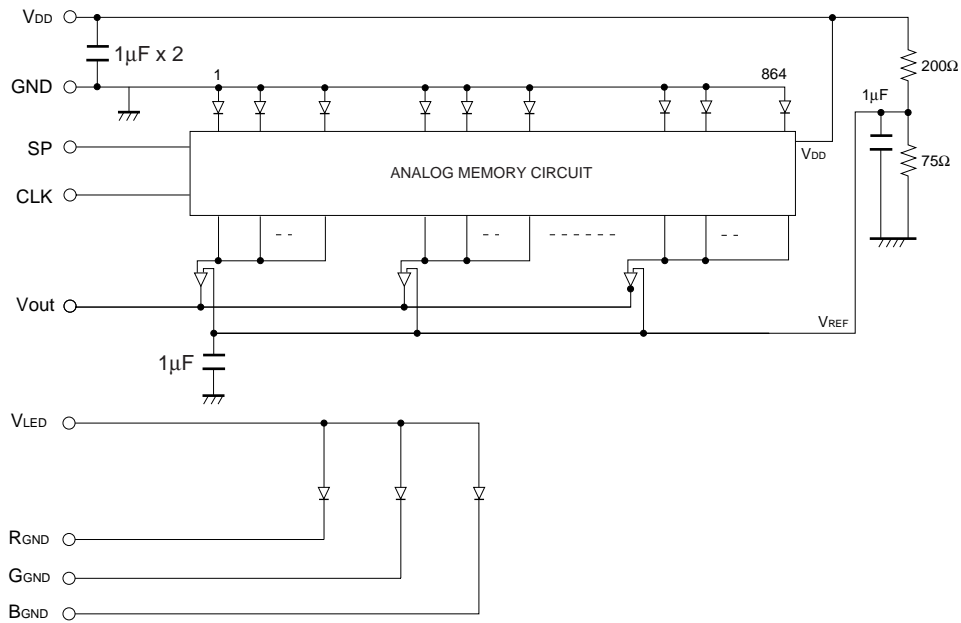 VDD
1μF x 2
200Ω
GND
1
864
1μF
SP
VDD
75Ω
ANALOG MEMORY CIRCUIT
CLK
Vout
VREF
1μF
VLED
RGND
GGND
BGND